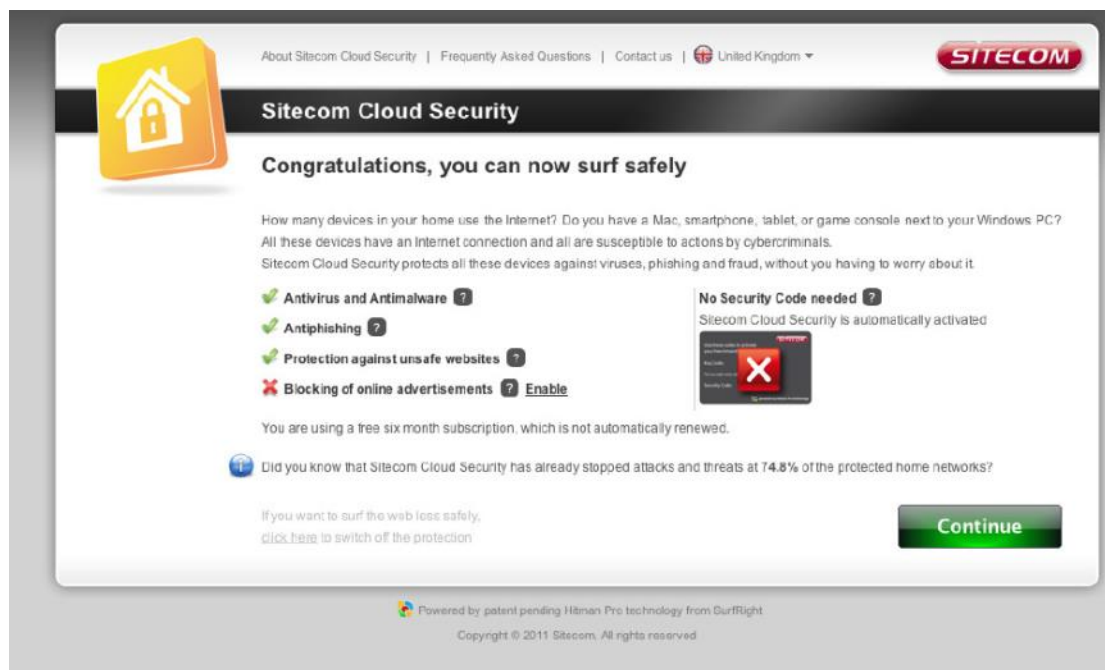 About Sitecom Cloud Security | Frequently Asked Questions | Contact us | United Kingdom
SITECOM
Sitecom Cloud Security
Congratulations, you can now surf safely
How many devices in your home use the Internet? Do you have a Mac, smartphone, tablet, or game console next to your Windows PC?
All these devices have an Internet connection and all are susceptible to actions by cybercriminals.
Sitecom Cloud Security protects all these devices against viruses, phishing and fraud, without you having to worry about it.
Antivirus and Antimalware ?
Antiphishing ?
Protection against unsafe websites ?
Blocking of online advertisements ? Enable
No Security Code needed ?
Sitecom Cloud Security is automatically activated
SITECOM
You are using a free six month subscription, which is not automatically renewed.
Did you know that Sitecom Cloud Security has already stopped attacks and threats at 74.8% of the protected home networks?
If you want to surf the web less safely,
click here to switch off the protection
Continue
Powered by patent pending Hitman Pro technology from SurfRight
Copyright © 2011 Sitecom. All rights reserved